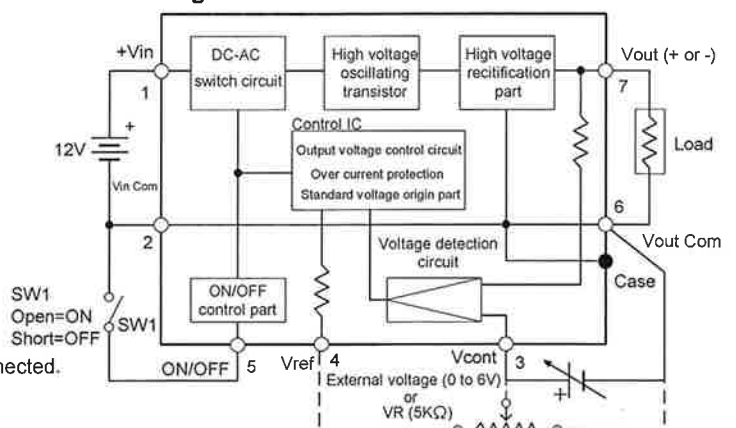 +Vin
1
DC-AC
switch circuit
High voltage
oscillating
transistor
High voltage
recitification
part
Vout (+ or -)
7
Control IC
Output voltage control circuit
Over current protection
Standard voltage origin part
+
12V
Vin Com
Load
2
6
Vout Com
Voltage detection
circuit
Case
SW1
Open=ON
Short=OFF
SW1
ON/OFF
control part
nected.
ON/OFF
5
Vref
4
Vcont
3
External voltage (0 to 6V)
or
VR (5KΩ)
+